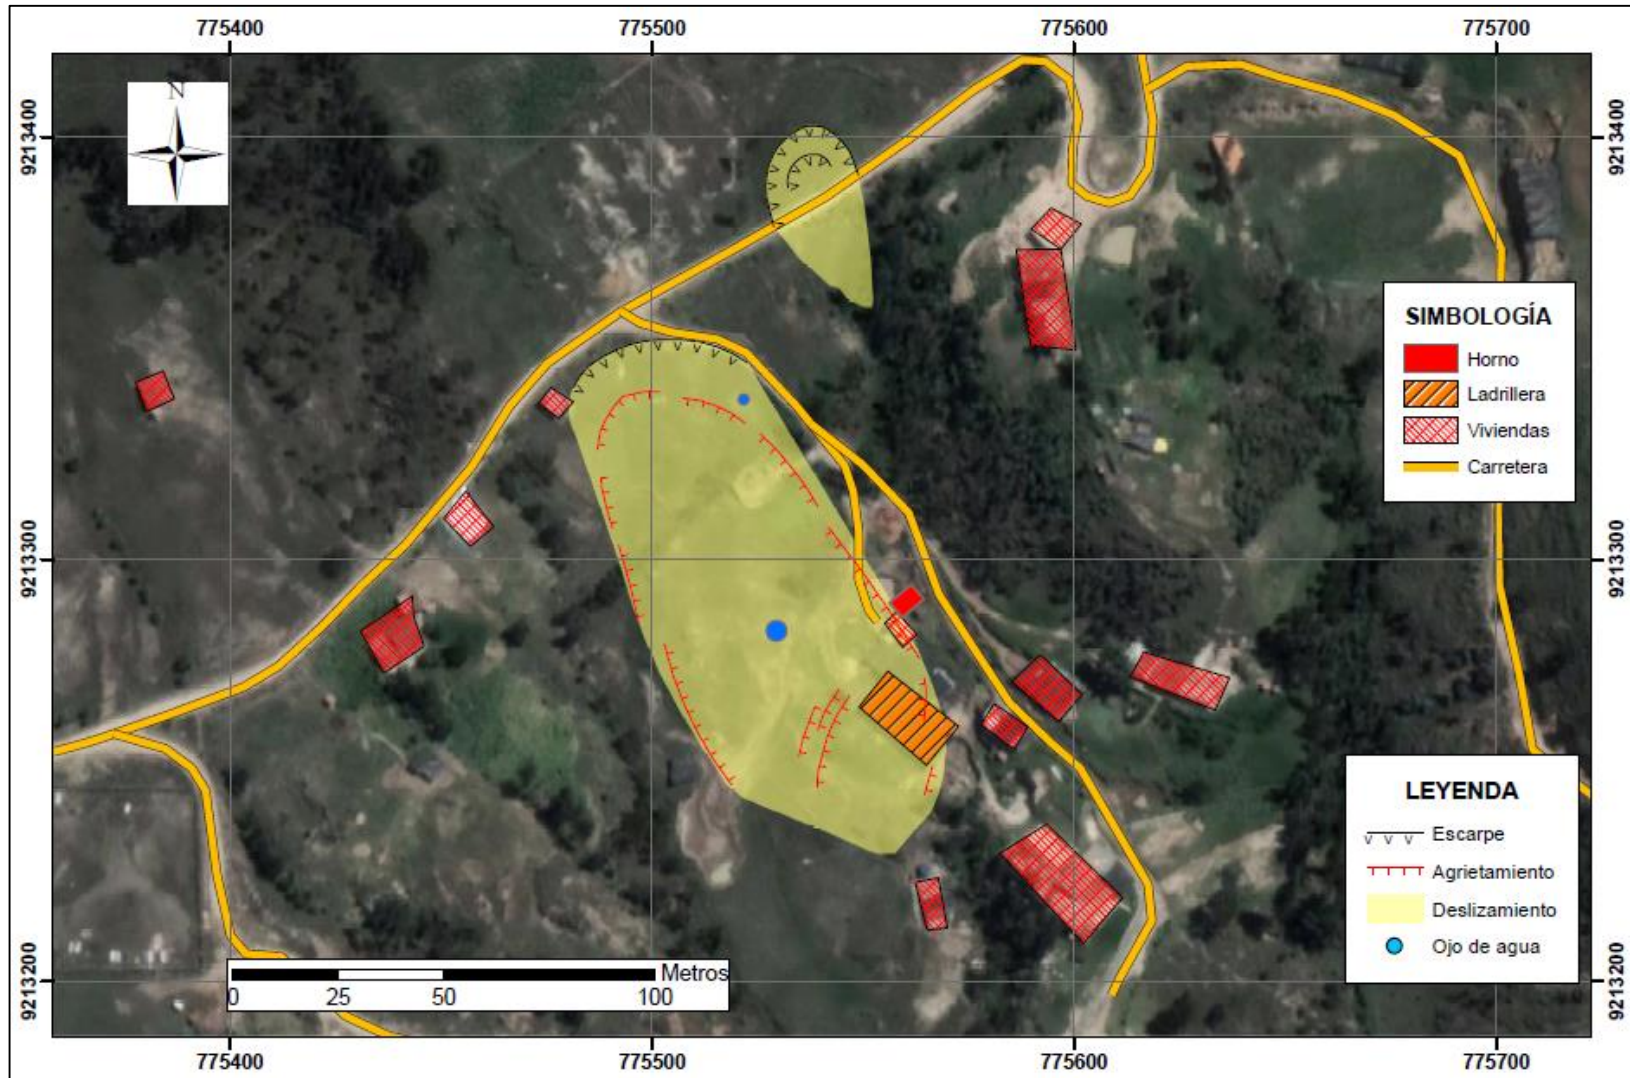 775400 775500 775600 775700
N
9213400 9213400
SIMBOLOGÍA
Horno
Ladrillera
Viviendas
Carretera
9213300 9213300
LEYENDA
Escarpe
Agrietamiento
Deslizamiento
Ojo de agua
9213200 9213200
Metros
0 25 50 100
775400 775500 775600 775700